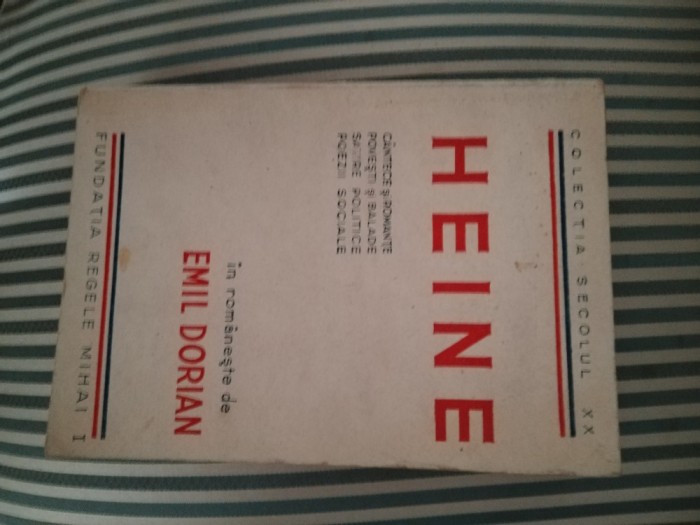 COLECȚIA SECOLUL XX
HEINE
CÂNTECE ȘI ROMANȚE
POVEȘTI ȘI BALADE
SATIRE POLITICE
POEZII SOCIALE
în românește de
EMIL DORIAN
FUNDAȚIA REGELE MIHAI I